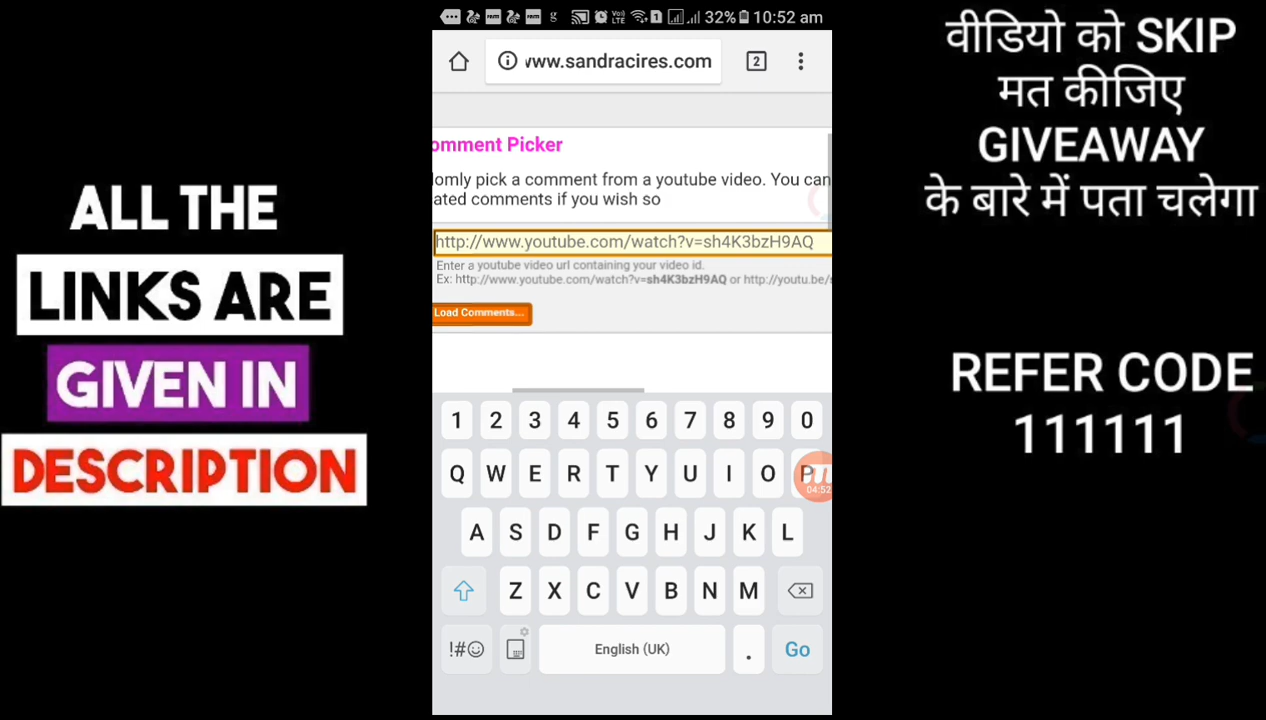 ALL THE
LINKS ARE
GIVEN IN
DESCRIPTION
32% 10:52 am
www.sandracires.com
2
omment Picker
lomly pick a comment from a youtube video. You can
ated comments if you wish so
http://www.youtube.com/watch?v=sh4K3bzH9AQ
Enter a youtube video url containing your video id.
Ex: http://www.youtube.com/watch?v=sh4K3bzH9AQ or http://youtu.be/
Load Comments...
1 2 3 4 5 6 7 8 9 0
Q W E R T Y U I O P
04:52
A S D F G H J K L
Z X C V B N M
!#☺ English (UK) . Go
वीडियो को SKIP
मत कीजिए
GIVEAWAY
के बारे में पता चलेगा
REFER CODE
111111